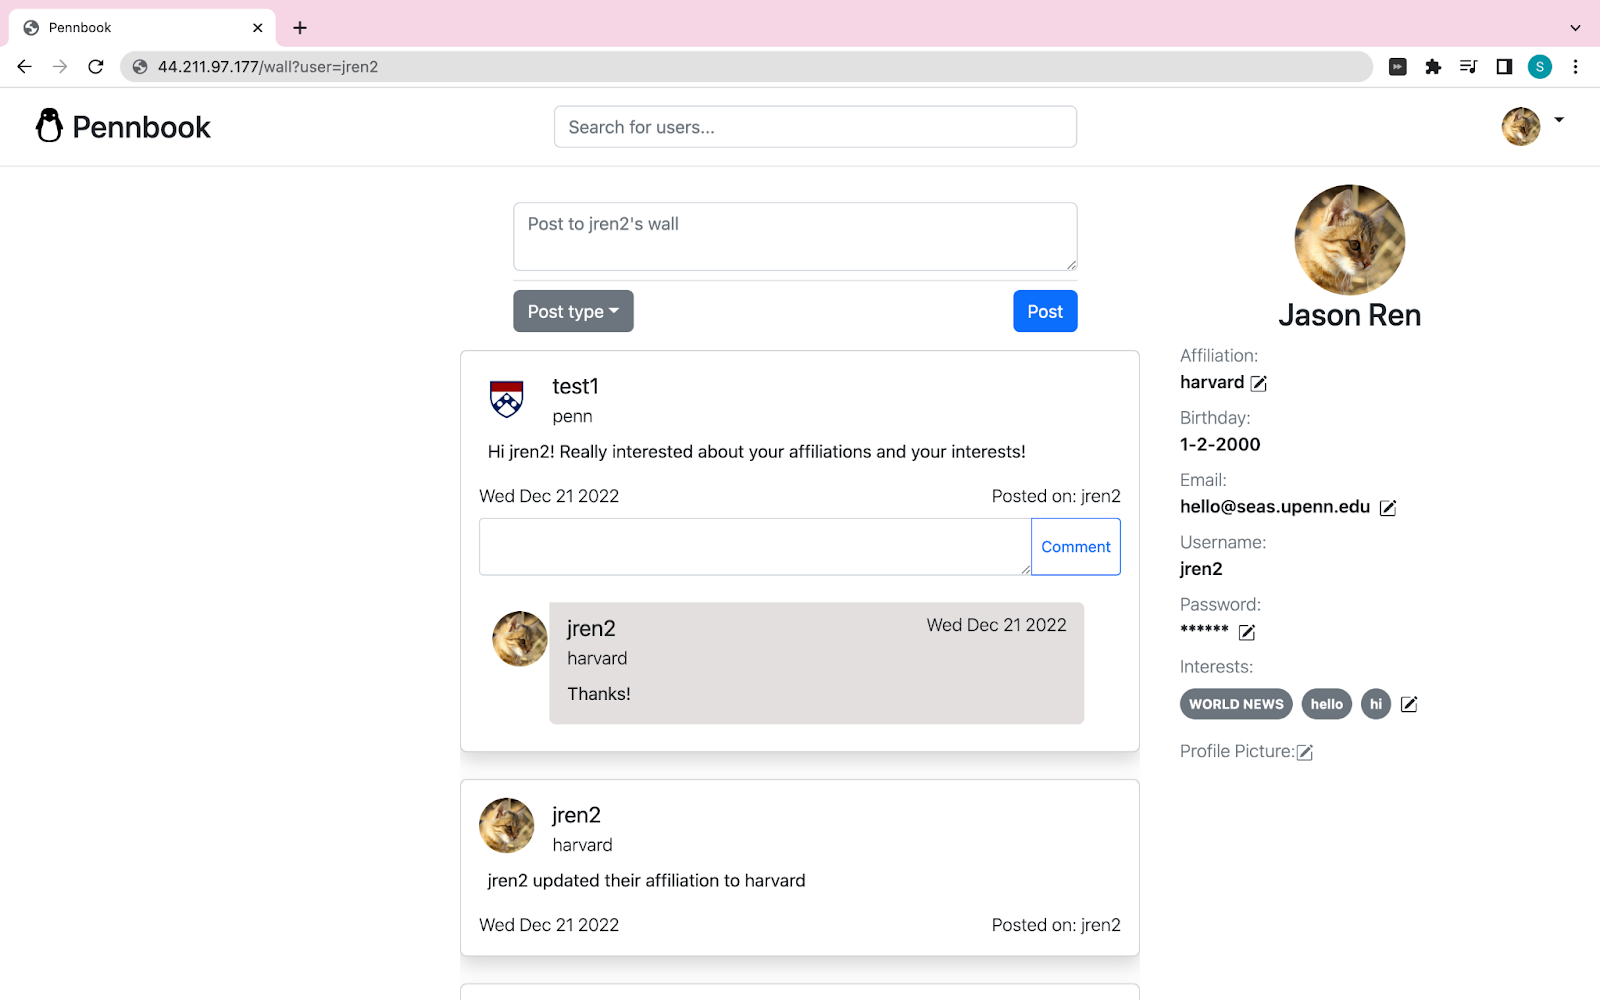 Pennbook
44.211.97.177/wall?user=jren2
S
Pennbook
Search for users...
Post to jren2's wall
Post type
Post
test1
penn
Hi jren2! Really interested about your affiliations and your interests!
Wed Dec 21 2022
Posted on: jren2
Comment
jren2
Wed Dec 21 2022
harvard
Thanks!
jren2
harvard
jren2 updated their affiliation to harvard
Wed Dec 21 2022
Posted on: jren2
Jason Ren
Affiliation:
harvard
Birthday:
1-2-2000
Email:
hello@seas.upenn.edu
Username:
jren2
Password:
******
Interests:
WORLD NEWS hello hi
Profile Picture: